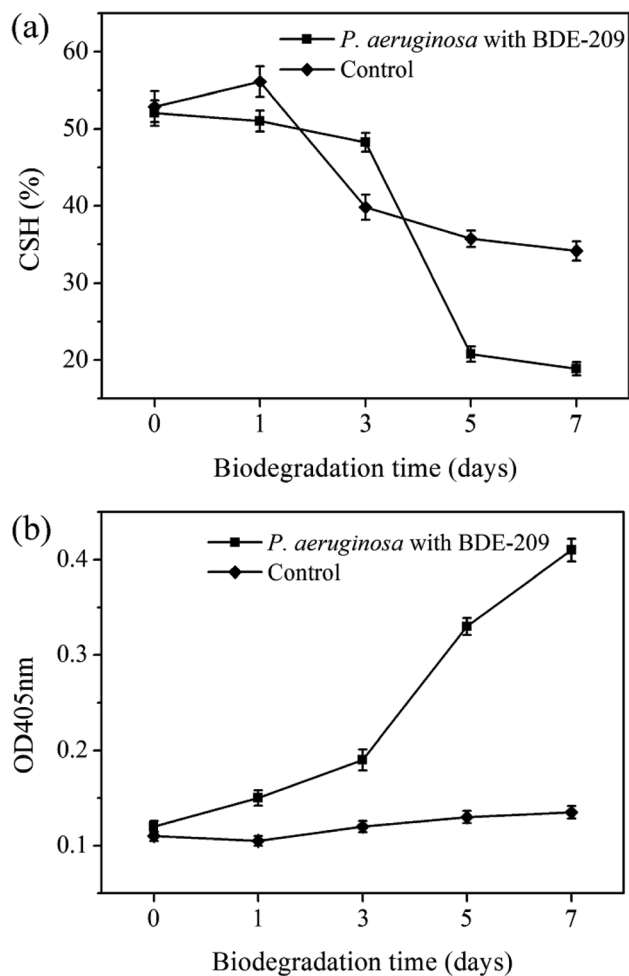 (a)
P. aeruginosa with BDE-209
Control
60
50
40
30
20
CSH (%)
0 1 3 5 7
Biodegradation time (days)
(b)
P. aeruginosa with BDE-209
Control
0.4
0.3
0.2
0.1
OD405nm
0 1 3 5 7
Biodegradation time (days)